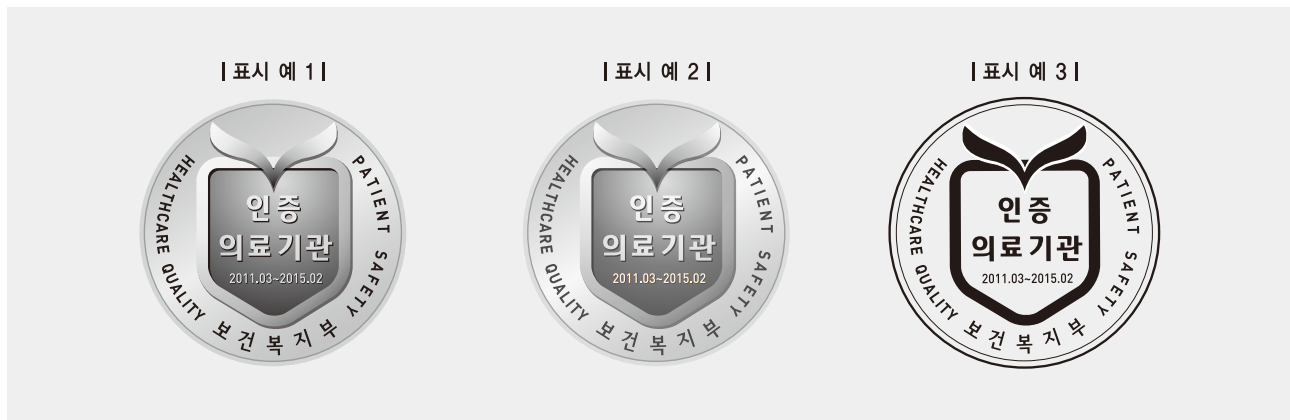 | 표시 예 1 |
HEALTHCARE QUALITY
PATIENT SAFETY
인증
의료기관
2011.03~2015.02
보건복지부
| 표시 예 2 |
HEALTHCARE QUALITY
PATIENT SAFETY
인증
의료기관
2011.03~2015.02
보건복지부
| 표시 예 3 |
HEALTHCARE QUALITY
PATIENT SAFETY
인증
의료기관
2011.03~2015.02
보건복지부